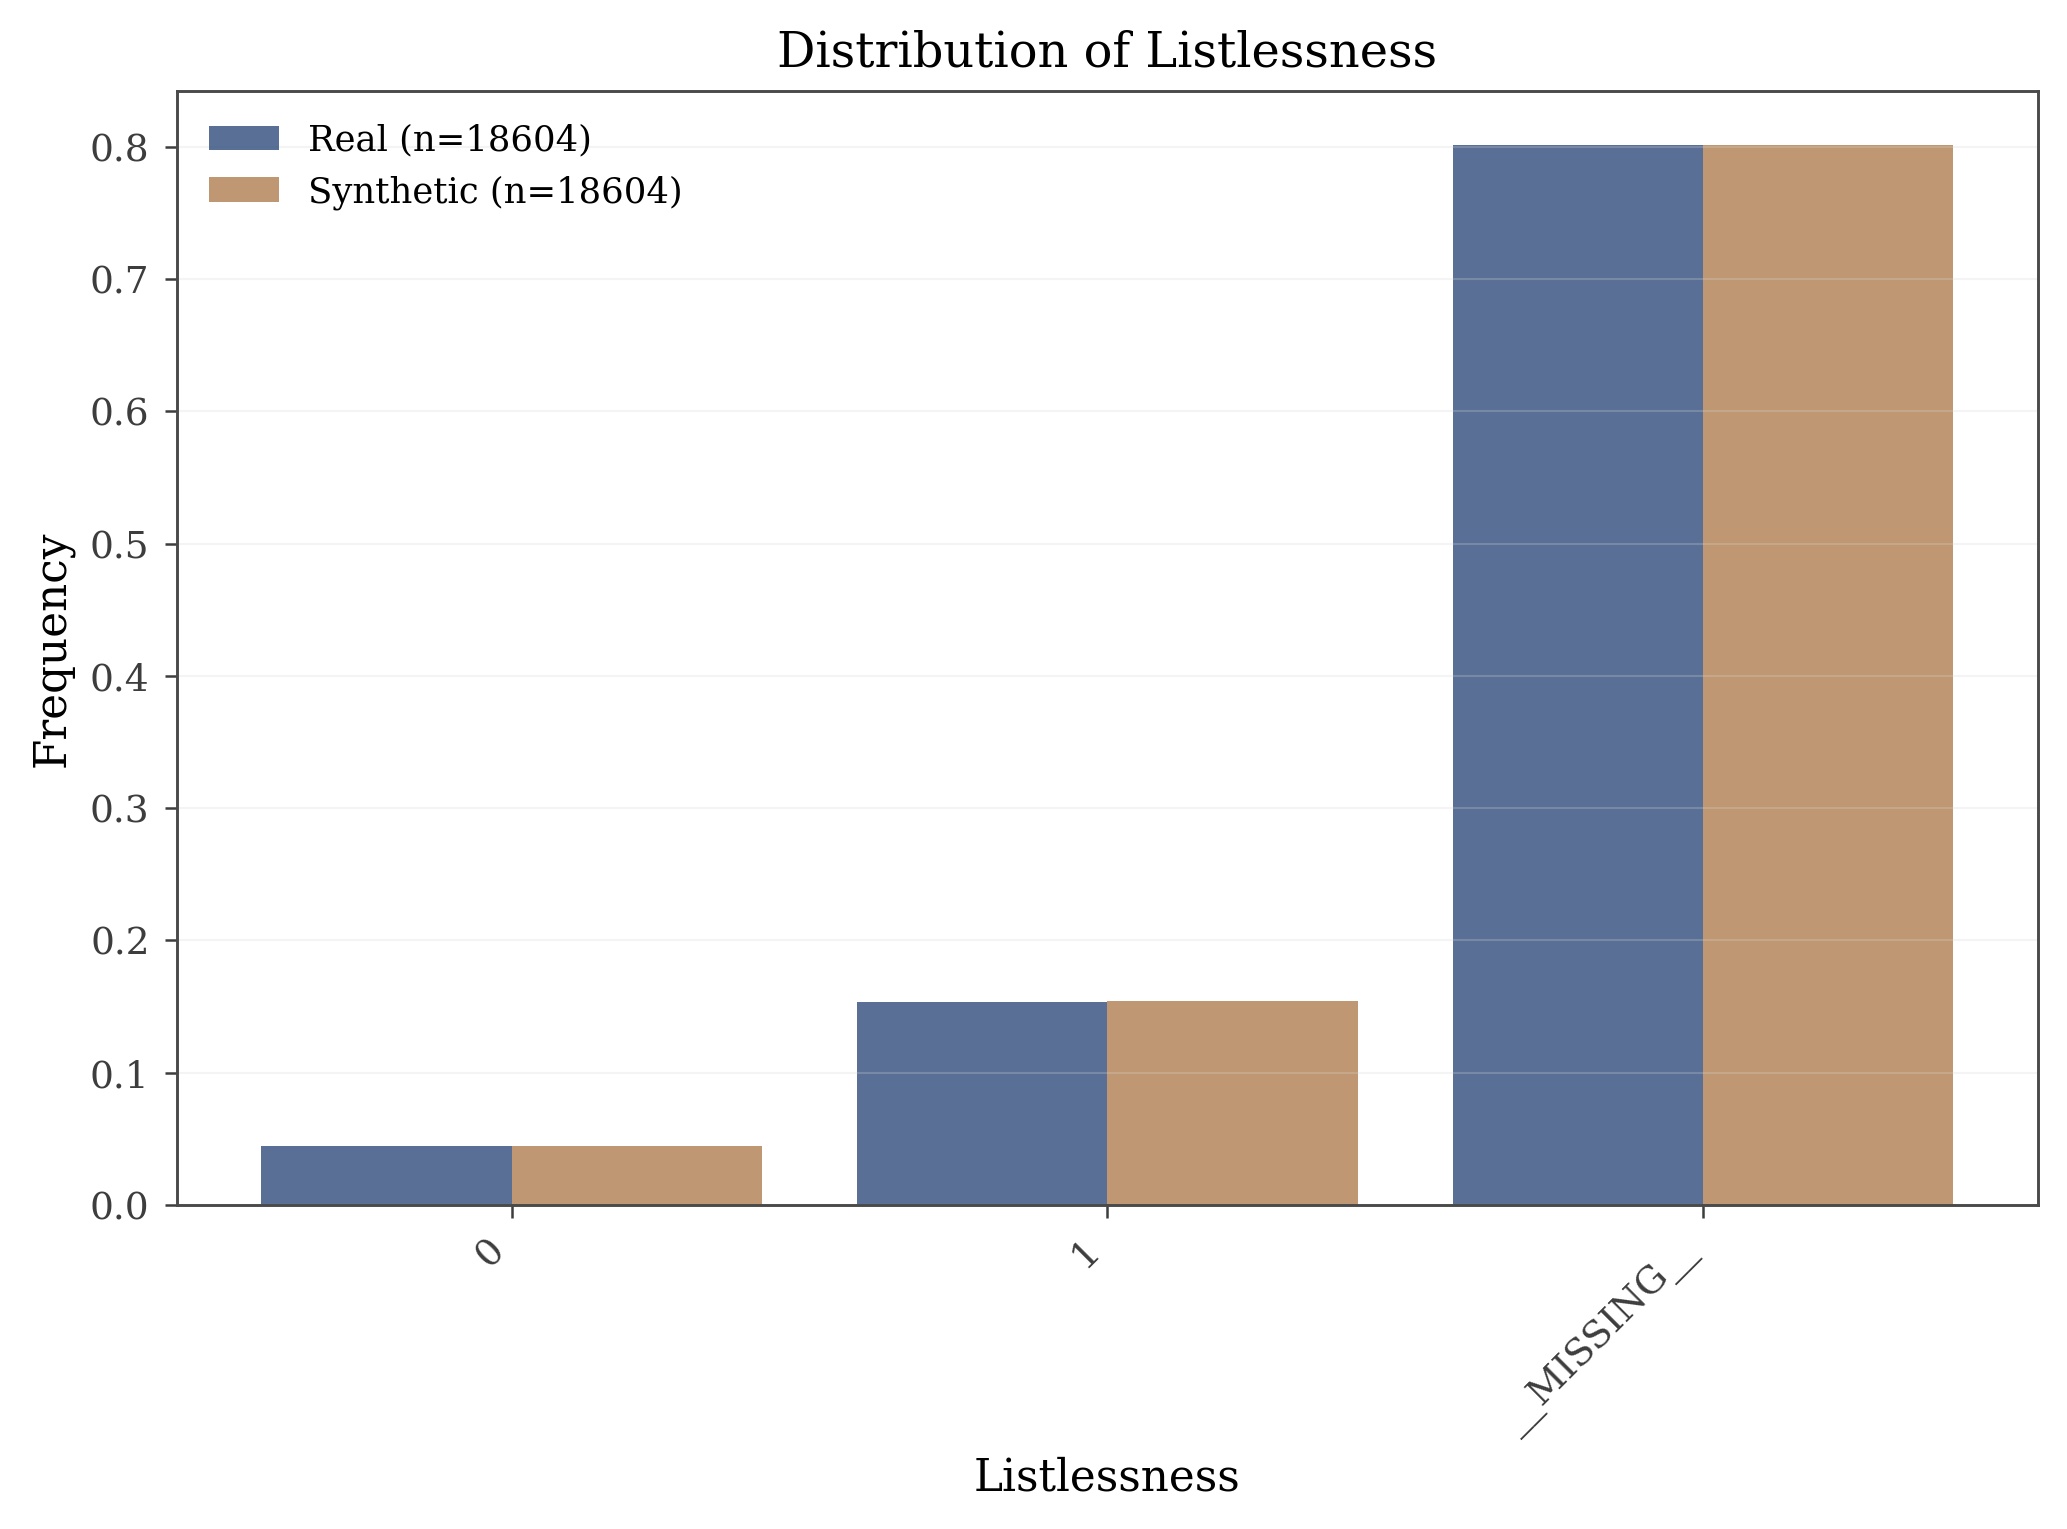 Distribution of Listlessness
Real (n=18604)
Synthetic (n=18604)
Frequency
0.8
0.7
0.6
0.5
0.4
0.3
0.2
0.1
0.0
0
1
__MISSING__
Listlessness